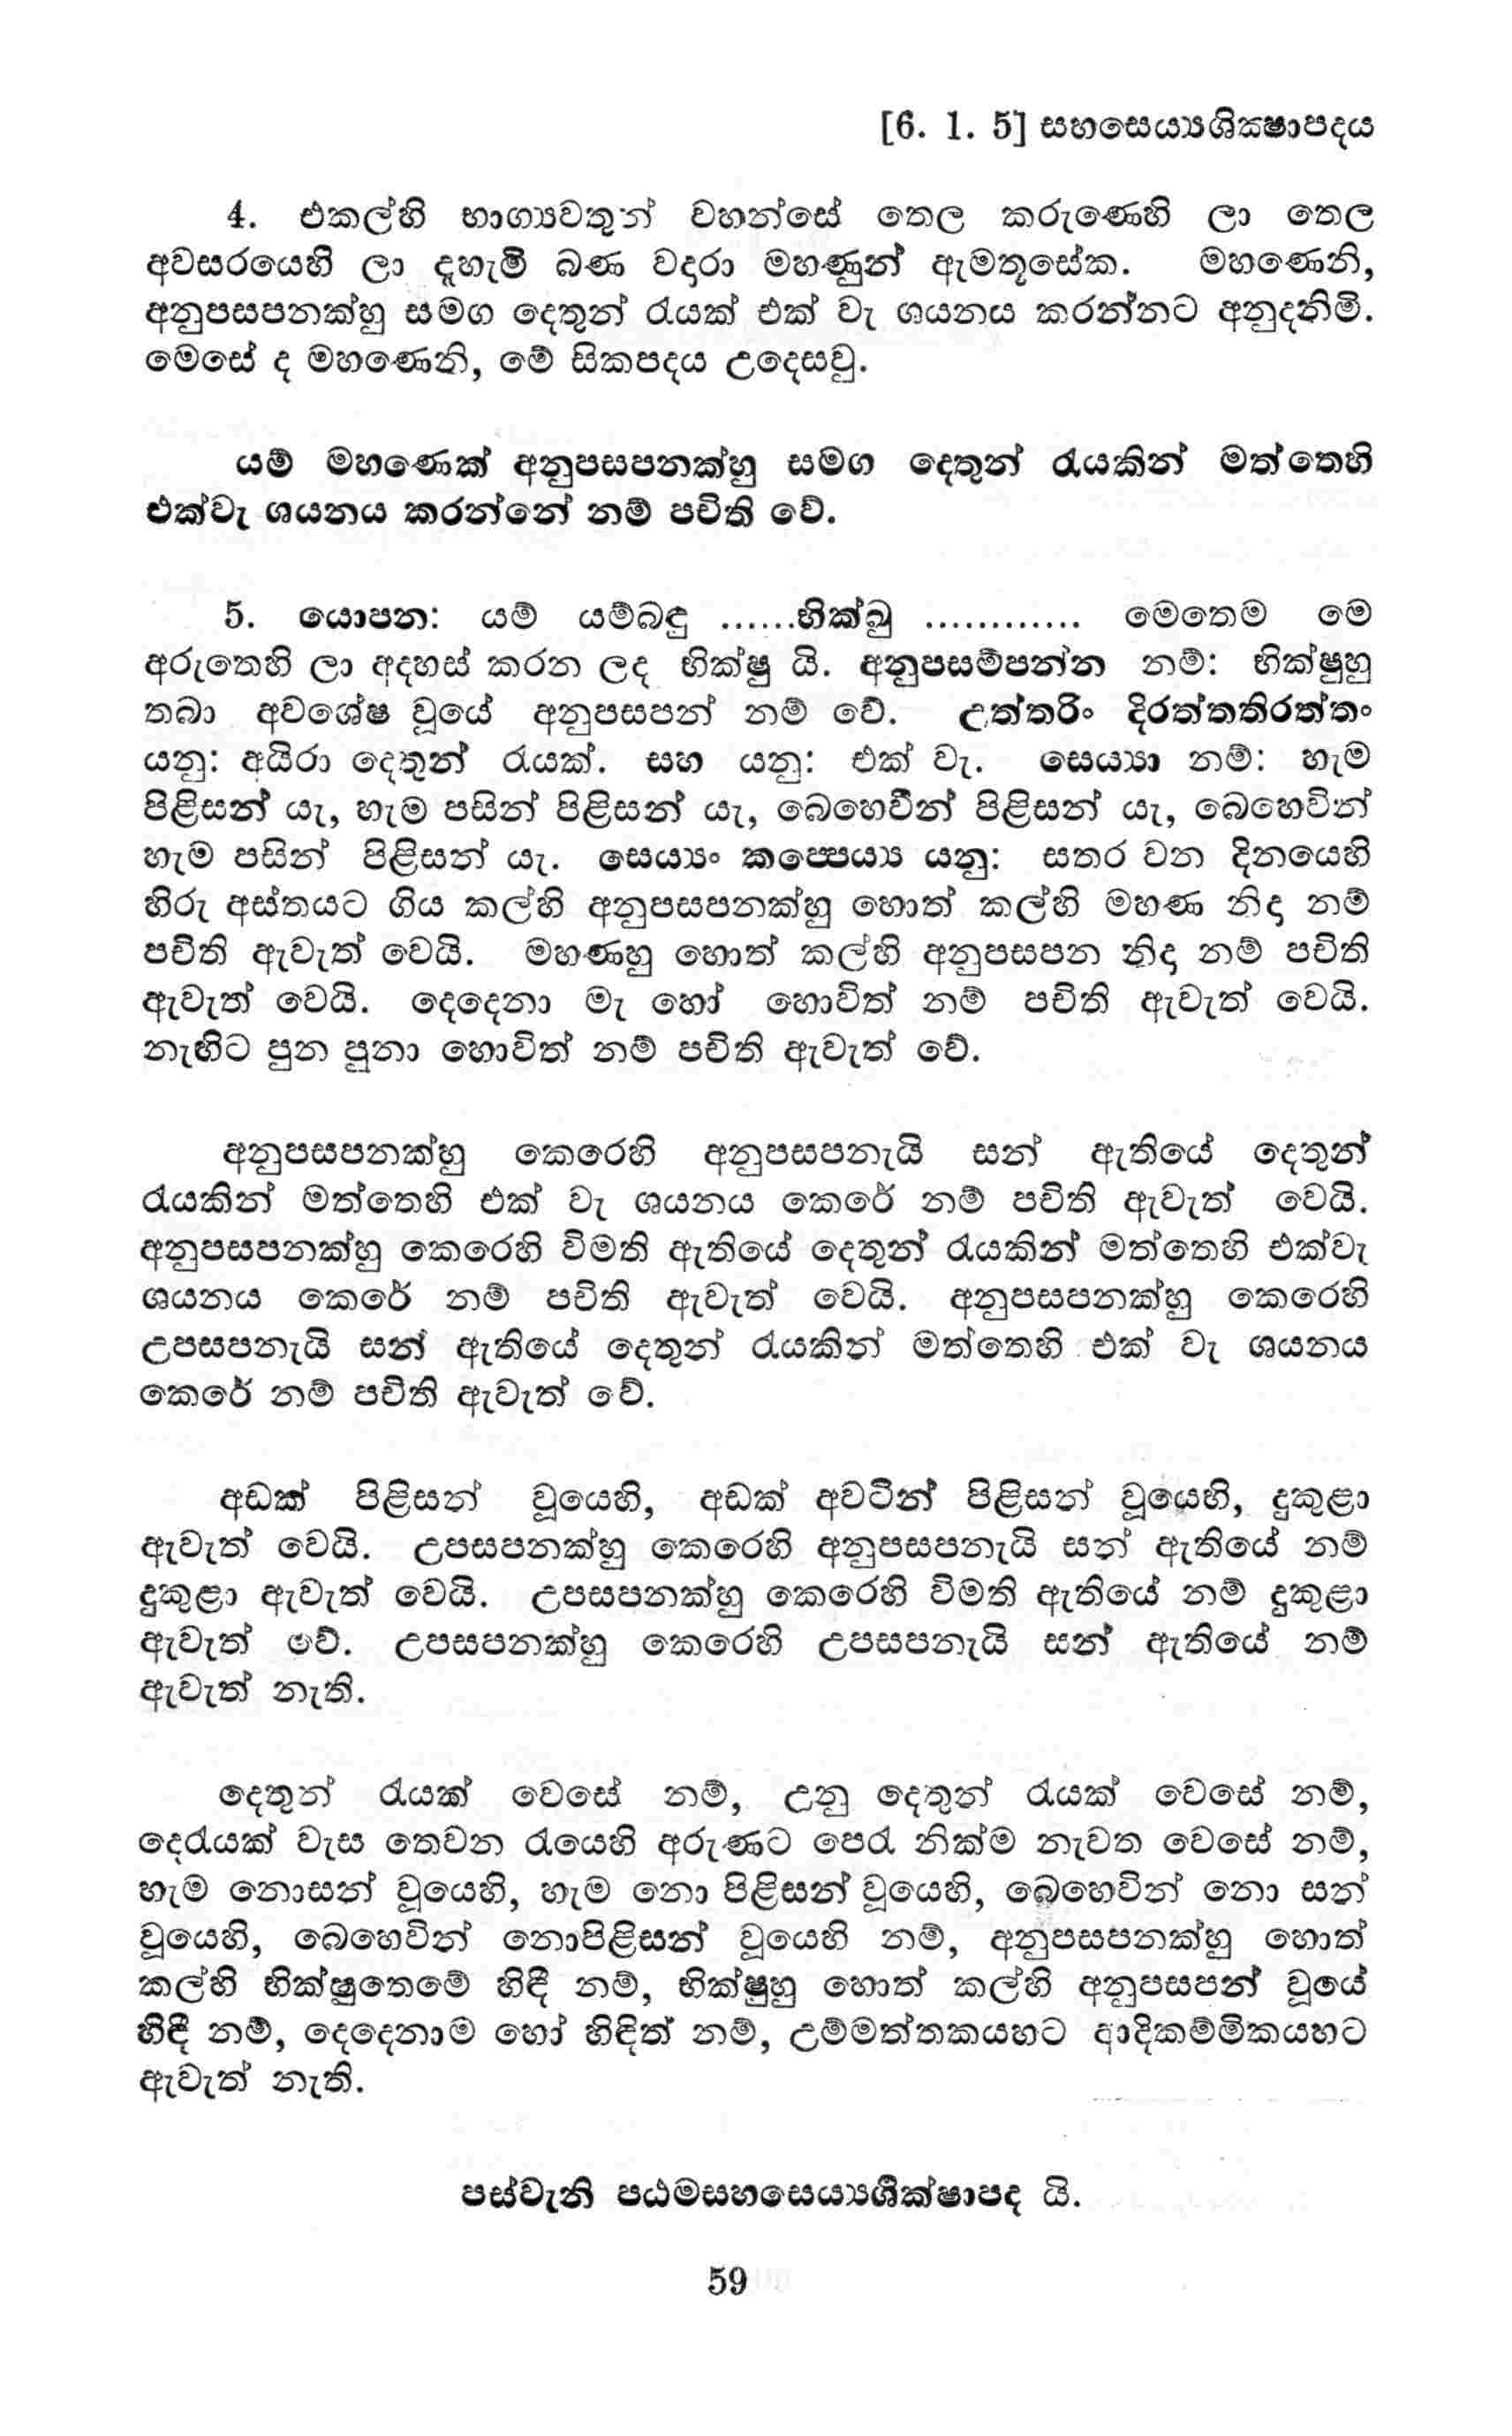 [6. 1. 5] සහසෙය්‍යශික්‍ෂාපදය
4. එකල්හි භාග්‍යවතුන් වහන්සේ තෙල කරුණෙහි ලා තෙල
අවසරයෙහි ලා දැහැමි බණ වදරා මහණුන් ඇමතූසේක. මහණෙනි,
අනුපසපනක්හු සමග දෙතුන් රැයක් එක් වැ ශයනය කරන්නට අනුදනිමි.
මෙසේ ද මහණෙනි, මේ සිකපදය උදෙසවු.
යම් මහණෙක් අනුපසපනක්හු සමග දෙතුන් රැයකින් මත්තෙහි
එක්වැ ශයනය කරන්නේ නම් පචිති වේ.
5. යොපන: යම් යම්බඳු ......භික්ඛු ............ මෙතෙම මෙ
අරුතෙහි ලා අදහස් කරන ලද භික්ෂු යි. අනුපසම්පන්න නම්: භික්ෂුහු
තබා අවශේෂ වූයේ අනුපසපන් නම් වේ. උත්තරිං දිරත්තතිරත්තං
යනු: අයිරා දෙතුන් රැයක්. සහ යනු: එක් වැ. සෙය්‍යා නම්: හැම
පිළිසන් යැ, හැම පසින් පිළිසන් යැ, බෙහෙවින් පිළිසන් යැ, බෙහෙවින්
හැම පසින් පිළිසන් යැ. සෙය්‍යං කප්පෙය්‍ය යනු: සතර වන දිනයෙහි
හිරු අස්තයට ගිය කල්හි අනුපසපනක්හු හොත් කල්හි මහණ නිදා නම්
පචිති ඇවැත් වෙයි. මහණහු හොත් කල්හි අනුපසපන නිදා නම් පචිති
ඇවැත් වෙයි. දෙදෙනා මැ හෝ හොවිත් නම් පචිති ඇවැත් වෙයි.
නැඟිට පුන පුනා හොවිත් නම් පචිති ඇවැත් වේ.
අනුපසපනක්හු කෙරෙහි අනුපසපනැයි සන් ඇතියේ දෙතුන්
රැයකින් මත්තෙහි එක් වැ ශයනය කෙරේ නම් පචිති ඇවැත් වෙයි.
අනුපසපනක්හු කෙරෙහි විමති ඇතියේ දෙතුන් රැයකින් මත්තෙහි එක්වැ
ශයනය කෙරේ නම් පචිති ඇවැත් වෙයි. අනුපසපනක්හු කෙරෙහි
උපසපනැයි සන් ඇතියේ දෙතුන් රැයකින් මත්තෙහි එක් වැ ශයනය
කෙරේ නම් පචිති ඇවැත් වේ.
අඩක් පිළිසන් වූයෙහි, අඩක් අවටින් පිළිසන් වූයෙහි, දුකුළා
ඇවැත් වෙයි. උපසපනක්හු කෙරෙහි අනුපසපනැයි සන් ඇතියේ නම්
දුකුළා ඇවැත් වෙයි. උපසපනක්හු කෙරෙහි විමති ඇතියේ නම් දුකුළා
ඇවැත් වේ. උපසපනක්හු කෙරෙහි උපසපනැයි සන් ඇතියේ නම්
ඇවැත් නැති.
දෙතුන් රැයක් වෙසේ නම්, උනු දෙතුන් රැයක් වෙසේ නම්,
දෙරැයක් වැස තෙවන රැයෙහි අරුණට පෙරැ නික්ම නැවත වෙසේ නම්,
හැම නොසන් වූයෙහි, හැම නො පිළිසන් වූයෙහි, බෙහෙවින් නො සන්
වූයෙහි, බෙහෙවින් නොපිළිසන් වූයෙහි නම්, අනුපසපනක්හු හොත්
කල්හි භික්ෂුතෙමේ හිඳී නම්, භික්ෂුහු හොත් කල්හි අනුපසපන් වූයේ
හිඳී නම්, දෙදෙනාම හෝ හිඳිත් නම්, උම්මත්තකයහට ආදිකම්මිකයහට
ඇවැත් නැති.
පස්වැනි පඨමසහසෙය්‍යශික්ෂාපද යි.
59